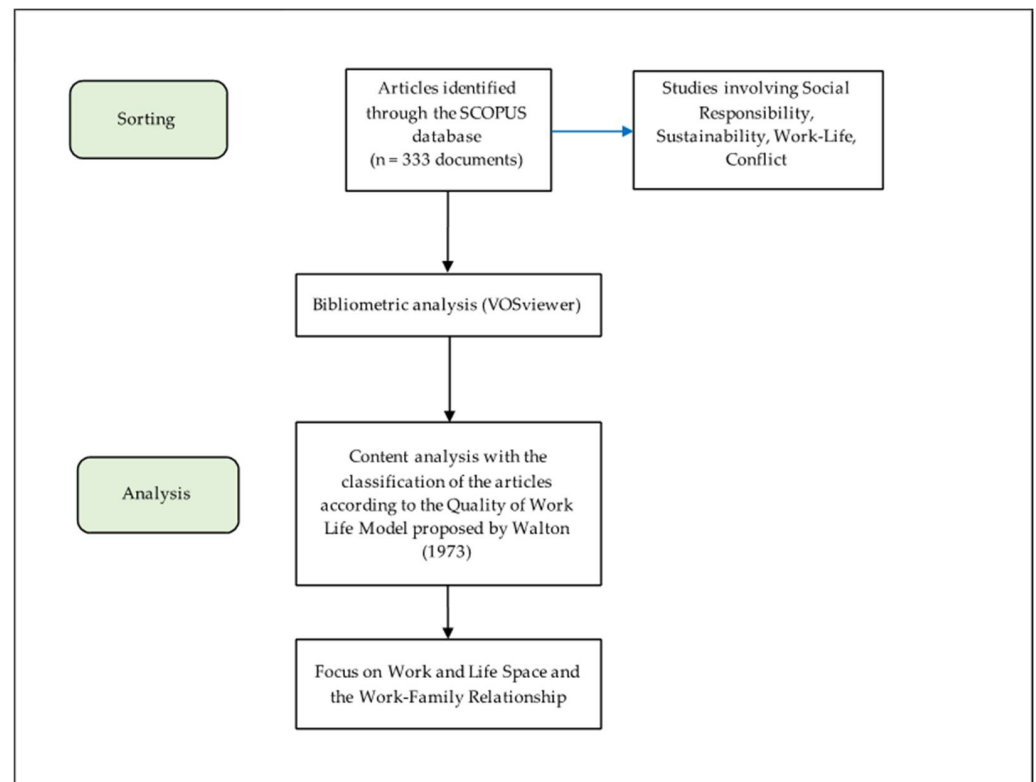 Sorting
Articles identified
through the SCOPUS
database
(n = 333 documents)
Studies involving Social
Responsibility,
Sustainability, Work-Life,
Conflict
Bibliometric analysis (VOSviewer)
Analysis
Content analysis with the
classification of the articles
according to the Quality of Work
Life Model proposed by Walton
(1973)
Focus on Work and Life Space and
the Work-Family Relationship